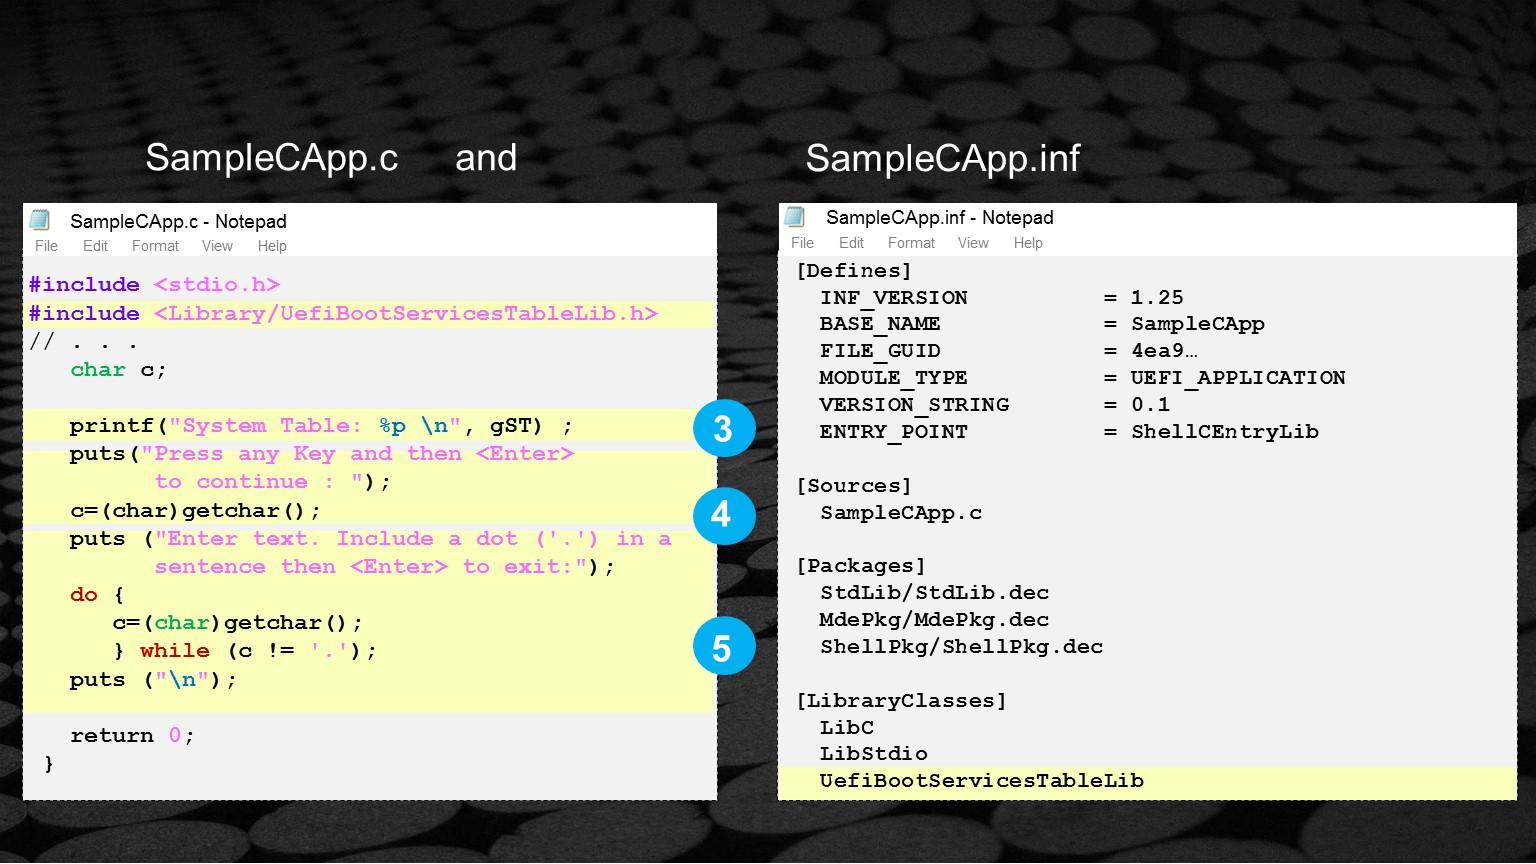 SampleCApp.c and
SampleCApp.inf
SampleCApp.c - Notepad
File Edit Format View Help
#include <stdio.h>
#include <Library/UefiBootServicesTableLib.h>
// . . .
char c;
printf("System Table: %p \n", gST) ;
puts("Press any Key and then <Enter>
to continue : ");
c=(char)getchar();
puts ("Enter text. Include a dot ('.') in a
sentence then <Enter> to exit:");
do {
c=(char)getchar();
} while (c != '.');
puts ("\n");
return 0;
}
3
4
5
SampleCApp.inf - Notepad
File Edit Format View Help
[Defines]
INF_VERSION = 1.25
BASE_NAME = SampleCApp
FILE_GUID = 4ea9…
MODULE_TYPE = UEFI_APPLICATION
VERSION_STRING = 0.1
ENTRY_POINT = ShellCEntryLib
[Sources]
SampleCApp.c
[Packages]
StdLib/StdLib.dec
MdePkg/MdePkg.dec
ShellPkg/ShellPkg.dec
[LibraryClasses]
LibC
LibStdio
UefiBootServicesTableLib